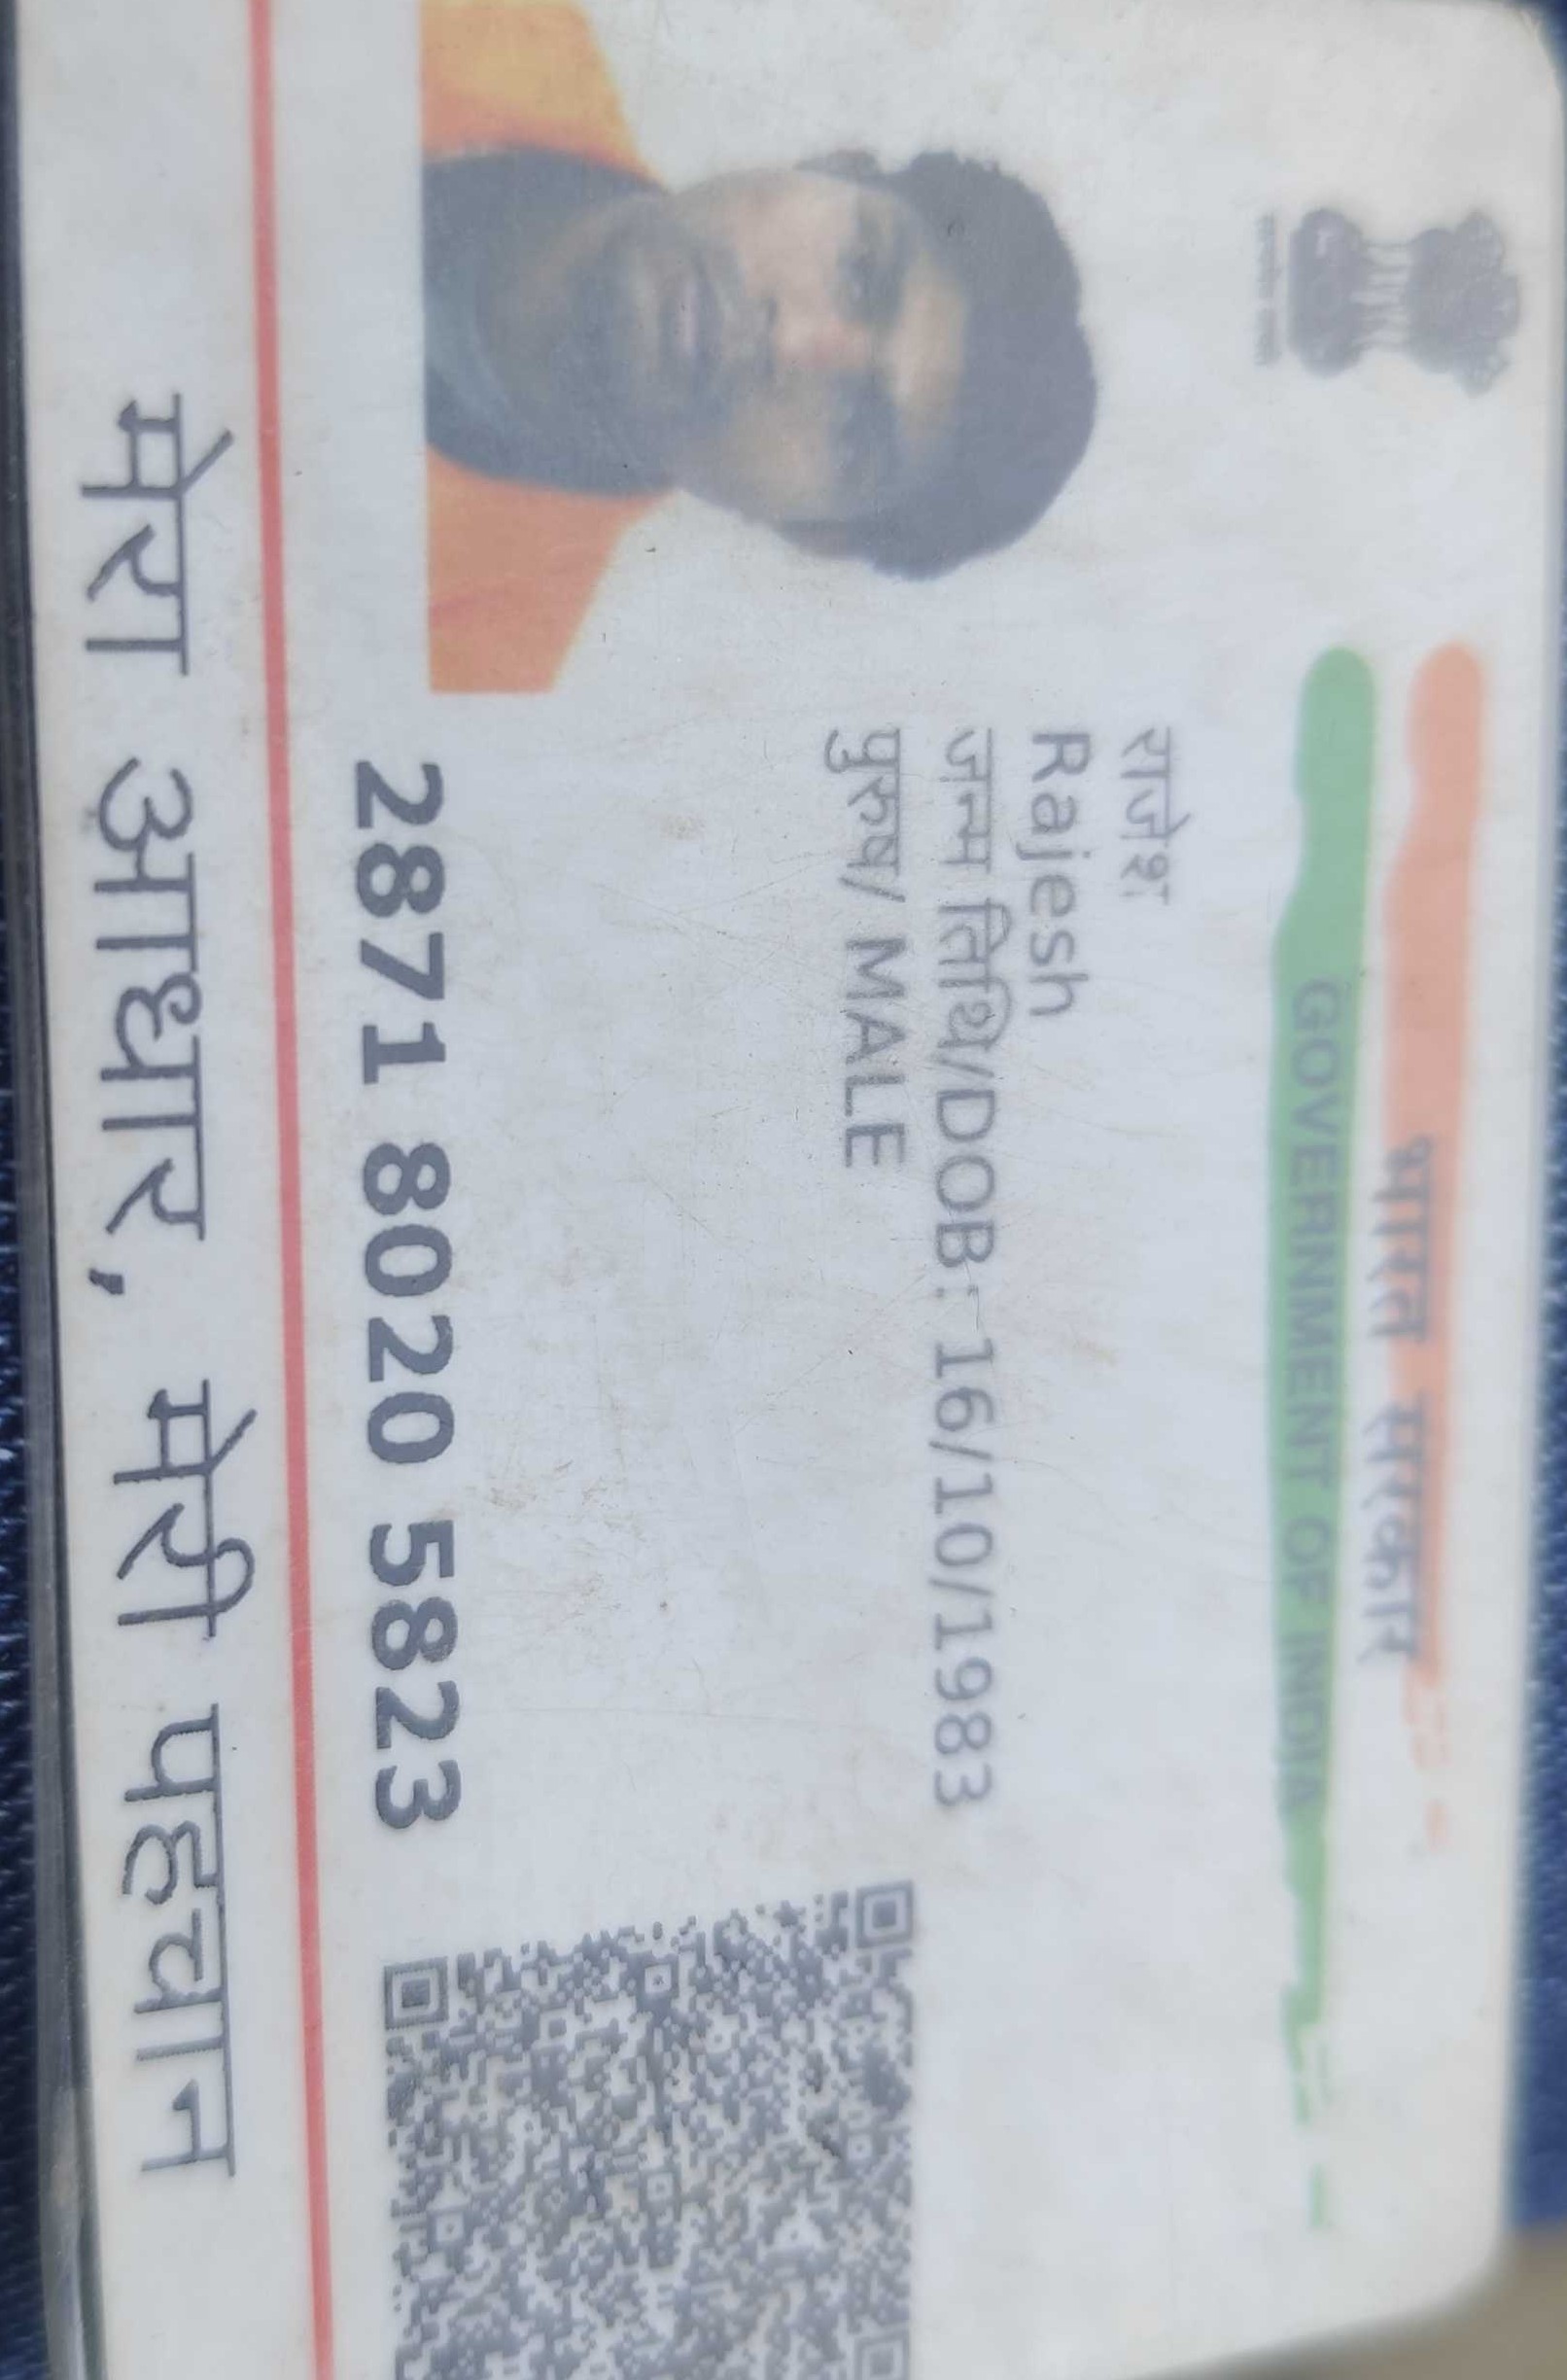 भारत सरकार
GOVERNMENT OF INDIA
राजेश
Rajesh
जन्म तिथि/DOB: 16/10/1983
पुरुष/ MALE
2871 8020 5823
मेरा आधार, मेरी पहचान